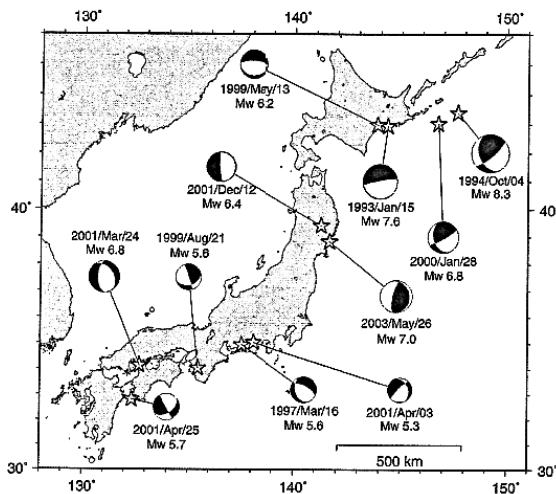 130° 140° 150°
1999/May/13
Mw 6.2
2001/Dec/12
Mw 6.4
1993/Jan/15
Mw 7.6
1994/Oct/04
Mw 8.3
40°
40°
2001/Mar/24
Mw 6.8
1999/Aug/21
Mw 5.6
2000/Jan/28
Mw 6.8
2003/May/26
Mw 7.0
2001/Apr/25
Mw 5.7
1997/Mar/16
Mw 5.6
2001/Apr/03
Mw 5.3
500 km
30°
30°
130° 140° 150°